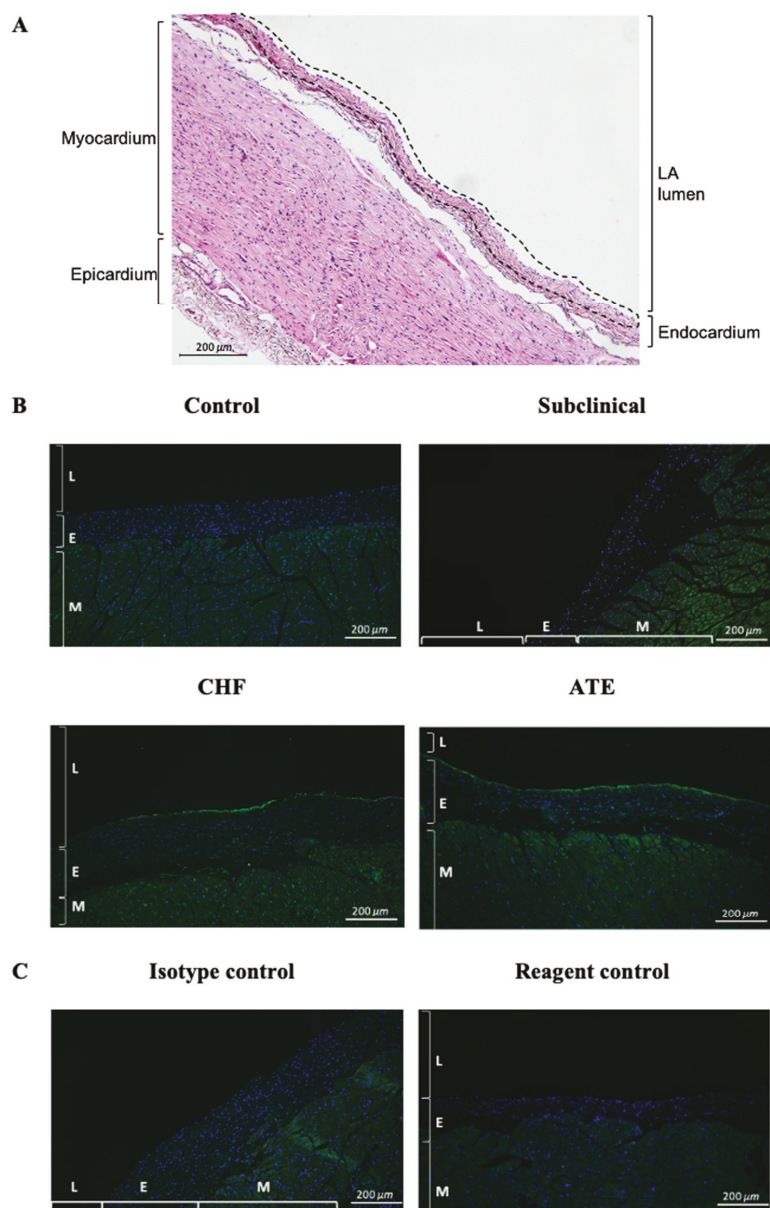 A
Myocardium
Epicardium
LA
lumen
Endocardium
200 µm
B
Control
Subclinical
L
E
M
200 µm
L
E
M
200 µm
CHF
ATE
L
E
M
200 µm
L
E
M
200 µm
C
Isotype control
Reagent control
L
E
M
200 µm
L
E
M
200 µm